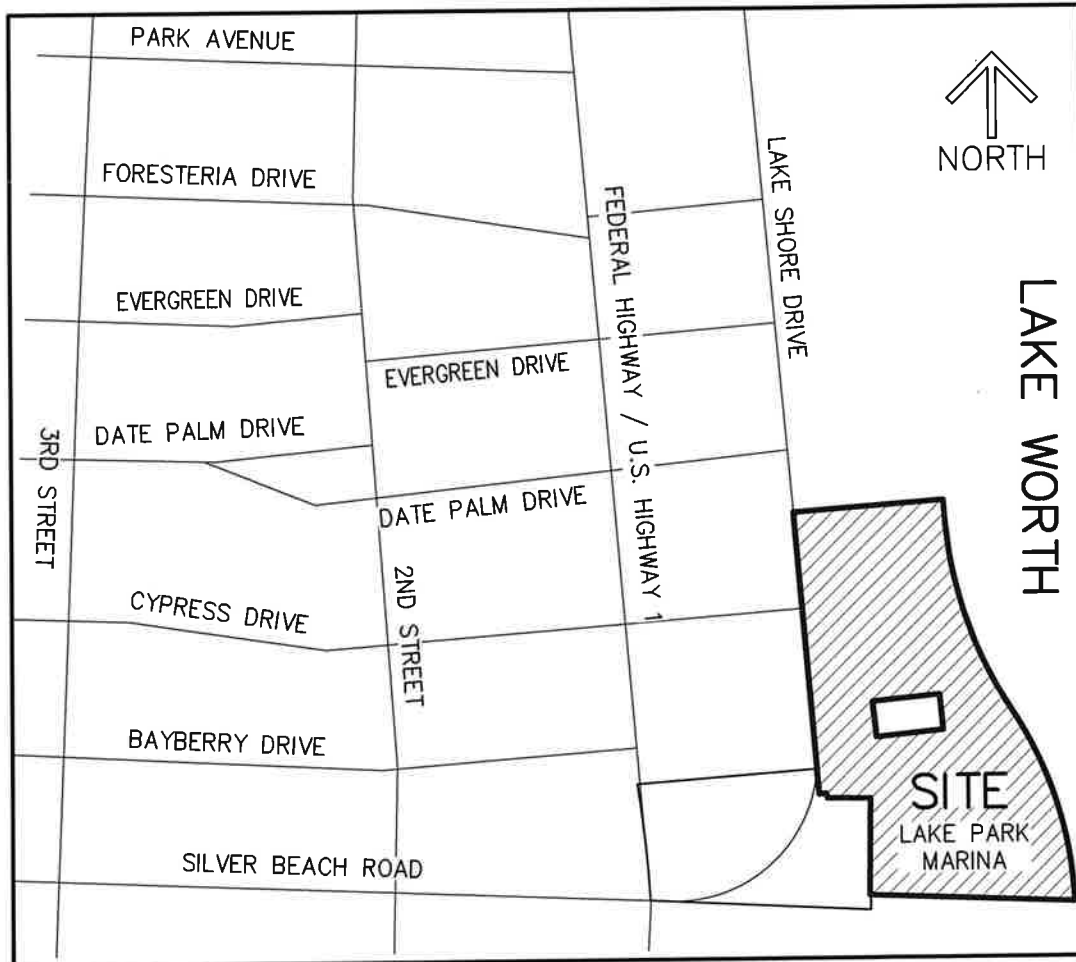 PARK AVENUE
NORTH
FORESTERIA DRIVE
LAKE SHORE DRIVE
FEDERAL HIGHWAY / U.S. HIGHWAY 1
LAKE WORTH
EVERGREEN DRIVE
EVERGREEN DRIVE
DATE PALM DRIVE
3RD STREET
DATE PALM DRIVE
2ND STREET
CYPRESS DRIVE
BAYBERRY DRIVE
SITE
LAKE PARK
MARINA
SILVER BEACH ROAD